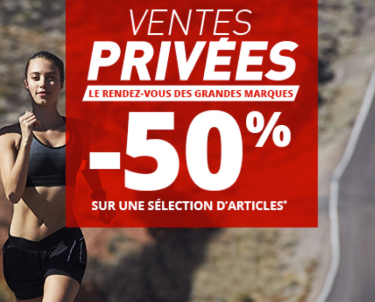 VENTES
PRIVÉES
LE RENDEZ-VOUS DES GRANDES MARQUES
-50%
SUR UNE SÉLECTION D'ARTICLES*